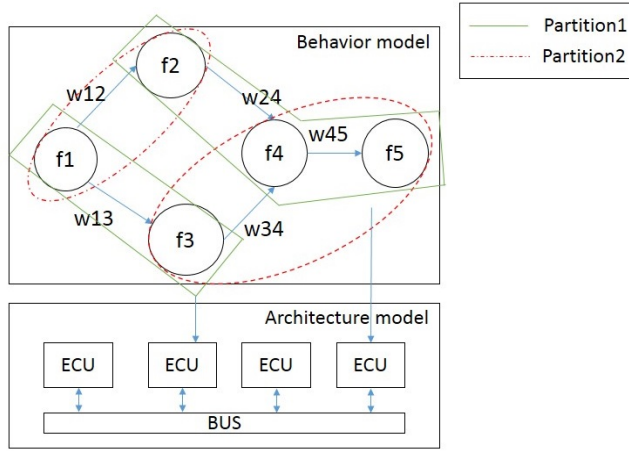 Partition1
Partition2
Behavior model
f2
w12
w24
f1
f4
w45
f5
w13
f3
w34
Architecture model
ECU
ECU
ECU
ECU
BUS